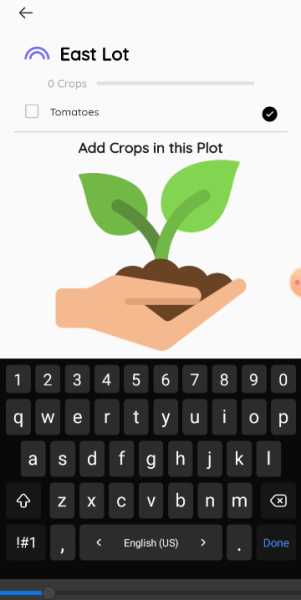 East Lot
0 Crops
Tomatoes
Add Crops in this Plot
1 2 3 4 5 6 7 8 9 0
q w e r t y u i o p
a s d f g h j k l
z x c v b n m
!#1 , < English (US) > . Done